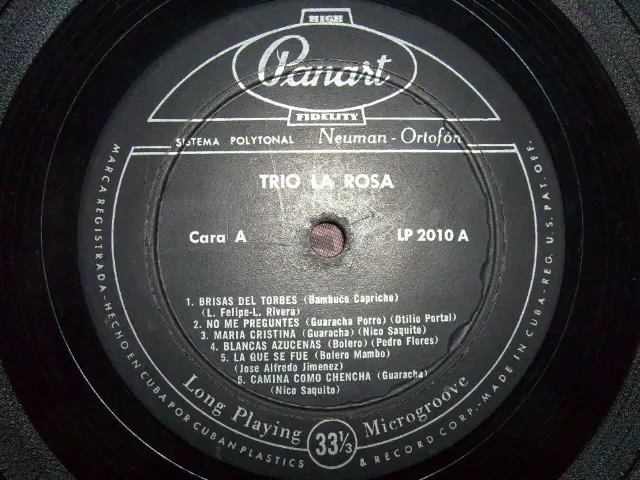 HIGH
Panart
FIDELITY
SISTEMA POLYTONAL Neuman - Ortofón
TRIO LA ROSA
Cara A LP 2010 A
1. BRISAS DEL TORBES (Bambuco Capricho)
(L. Felipe-L. Rivera)
2. NO ME PREGUNTES (Guaracha Porro) (Otilio Portal)
3. MARIA CRISTINA (Guaracha) (Nico Saquito)
4. BLANCAS AZUCENAS (Bolero) (Pedro Flores)
5. LA QUE SE FUE (Bolero Mambo)
(Jose Alfredo Jimenez)
6. CAMINA COMO CHENCHA (Guaracha)
(Nico Saquito)
Long Playing 33⅓ Microgroove
MARCA REGISTRADA - HECHO EN CUBA POR CUBAN PLASTICS & RECORD CORP. - MADE IN CUBA - REG. U.S. PAT. OFF.